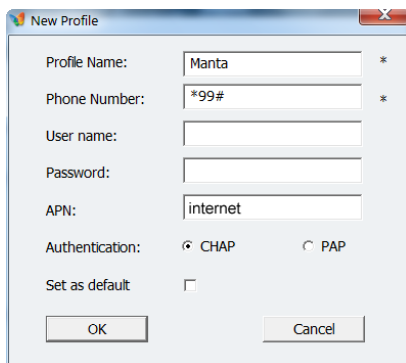 New Profile
Profile Name: Manta *
Phone Number: *99# *
User name:
Password:
APN: internet
Authentication: CHAP PAP
Set as default
OK Cancel